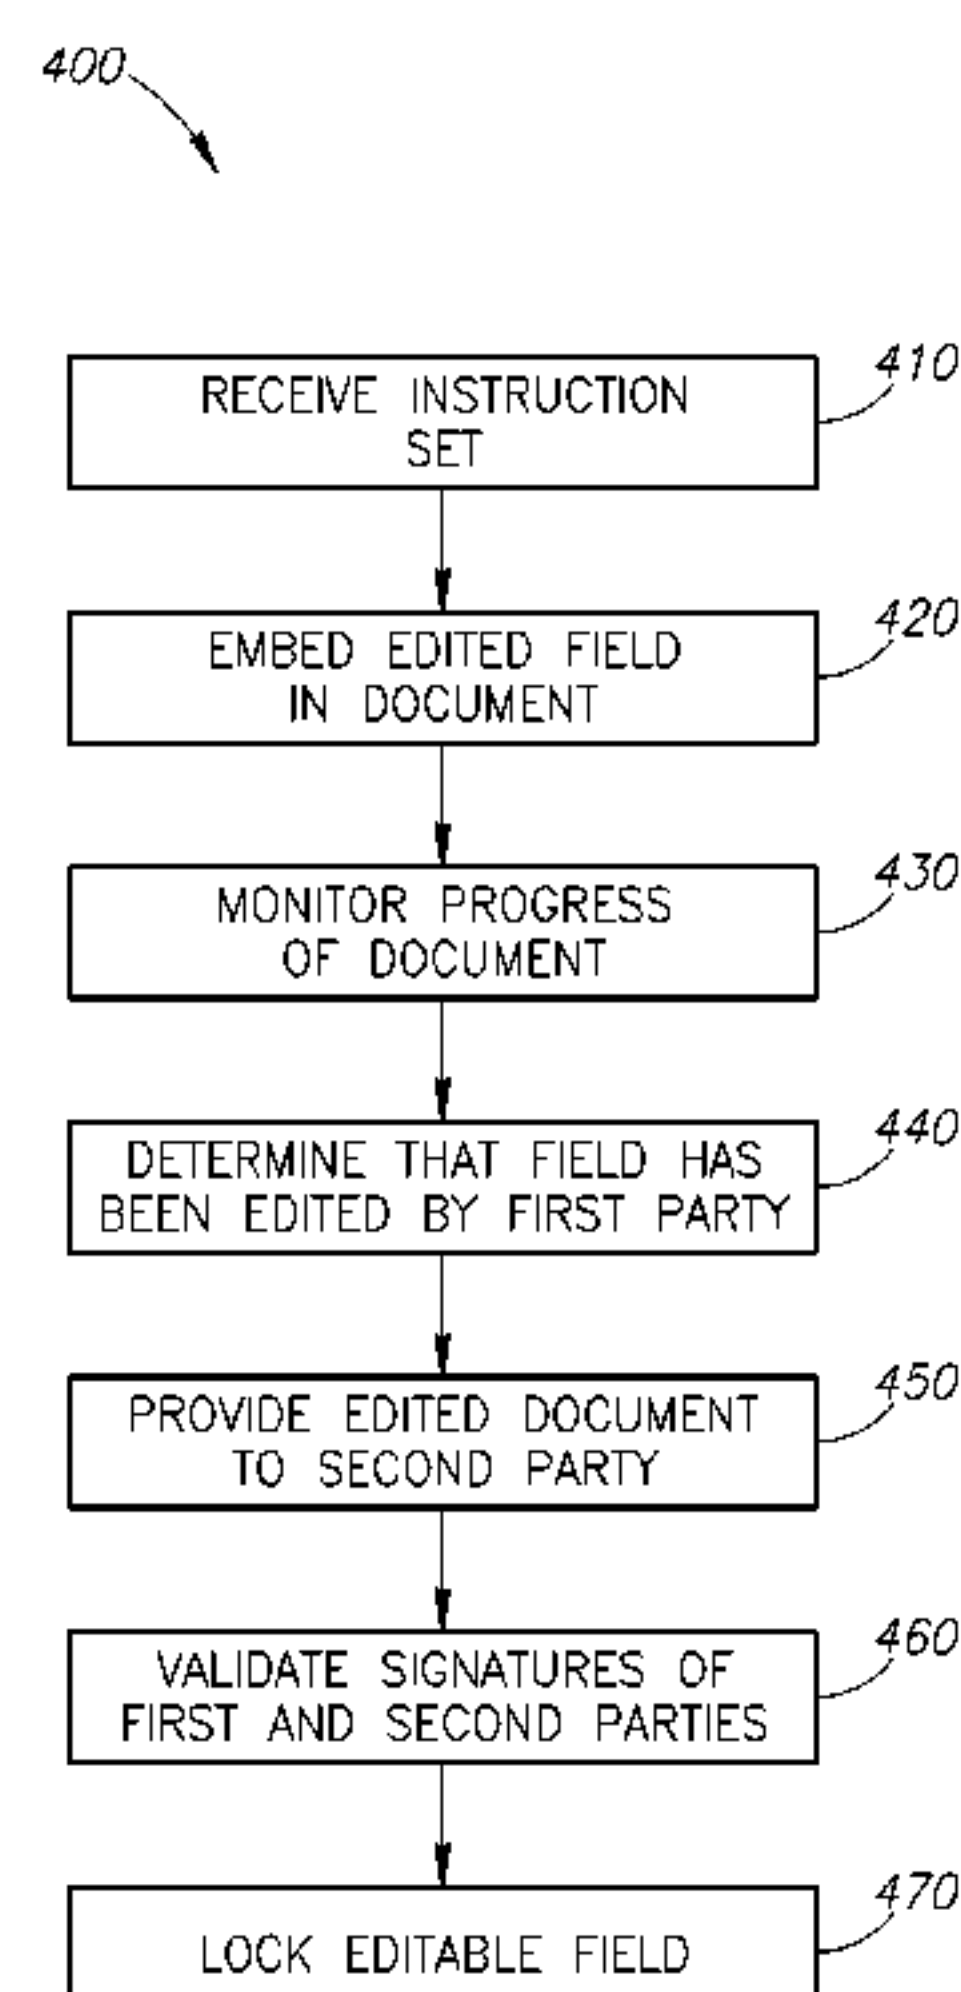 400
410
RECEIVE INSTRUCTION
SET
420
EMBED EDITED FIELD
IN DOCUMENT
430
MONITOR PROGRESS
OF DOCUMENT
440
DETERMINE THAT FIELD HAS
BEEN EDITED BY FIRST PARTY
450
PROVIDE EDITED DOCUMENT
TO SECOND PARTY
460
VALIDATE SIGNATURES OF
FIRST AND SECOND PARTIES
470
LOCK EDITABLE FIELD